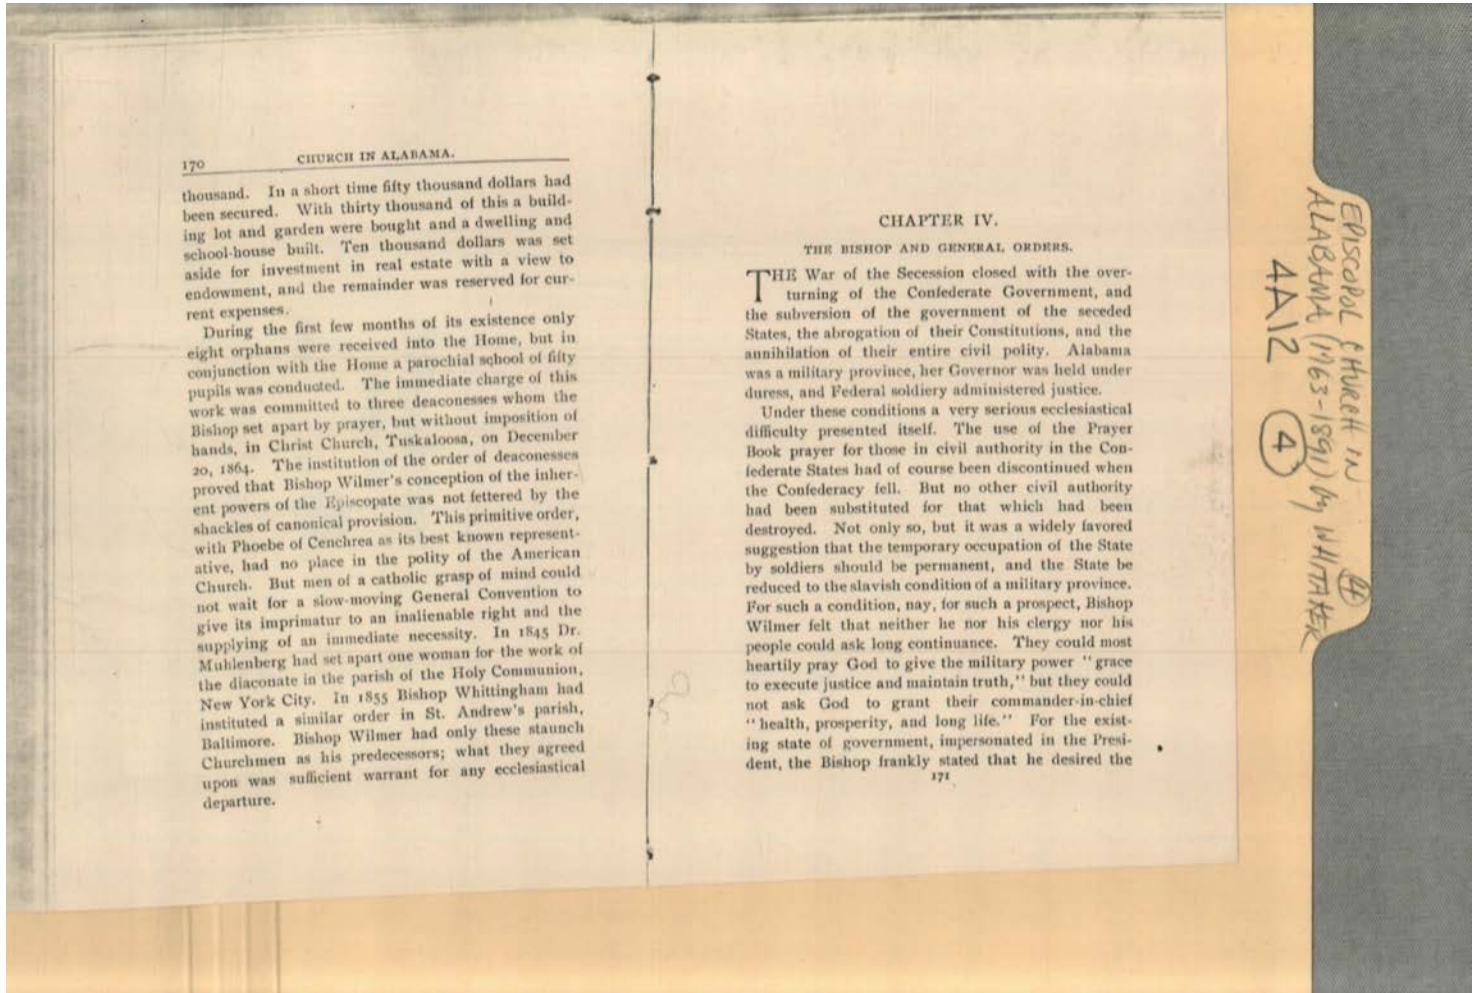 170 CHURCH IN ALABAMA.
thousand. In a short time fifty thousand dollars had
been secured. With thirty thousand of this a build-
ing lot and garden were bought and a dwelling and
school-house built. Ten thousand dollars was set
aside for investment in real estate with a view to
endowment, and the remainder was reserved for cur-
rent expenses.
During the first few months of its existence only
eight orphans were received into the Home, but in
conjunction with the Home a parochial school of fifty
pupils was conducted. The immediate charge of this
work was committed to three deaconesses whom the
Bishop set apart by prayer, but without imposition of
hands, in Christ Church, Tuskaloosa, on December
20, 1864. The institution of the order of deaconesses
proved that Bishop Wilmer's conception of the inher-
ent powers of the Episcopate was not fettered by the
shackles of canonical provision. This primitive order,
with Phoebe of Cenchrea as its best known represent-
ative, had no place in the polity of the American
Church. But men of a catholic grasp of mind could
not wait for a slow-moving General Convention to
give its imprimatur to an inalienable right and the
supplying of an immediate necessity. In 1845 Dr.
Muhlenberg had set apart one woman for the work of
the diaconate in the parish of the Holy Communion,
New York City. In 1855 Bishop Whittingham had
instituted a similar order in St. Andrew's parish,
Baltimore. Bishop Wilmer had only these staunch
Churchmen as his predecessors; what they agreed
upon was sufficient warrant for any ecclesiastical
departure.
CHAPTER IV.
THE BISHOP AND GENERAL ORDERS.
THE War of the Secession closed with the over-
turning of the Confederate Government, and
the subversion of the government of the seceded
States, the abrogation of their Constitutions, and the
annihilation of their entire civil polity. Alabama
was a military province, her Governor was held under
duress, and Federal soldiery administered justice.
Under these conditions a very serious ecclesiastical
difficulty presented itself. The use of the Prayer
Book prayer for those in civil authority in the Con-
federate States had of course been discontinued when
the Confederacy fell. But no other civil authority
had been substituted for that which had been
destroyed. Not only so, but it was a widely favored
suggestion that the temporary occupation of the State
by soldiers should be permanent, and the State be
reduced to the slavish condition of a military province.
For such a condition, nay, for such a prospect, Bishop
Wilmer felt that neither he nor his clergy nor his
people could ask long continuance. They could most
heartily pray God to give the military power "grace
to execute justice and maintain truth," but they could
not ask God to grant their commander-in-chief
"health, prosperity, and long life." For the exist-
ing state of government, impersonated in the Presi-
dent, the Bishop frankly stated that he desired the
171
EPISCOPOL CHURCH IN
ALABAMA (1763-1891) by WHITAKER
4A12 4